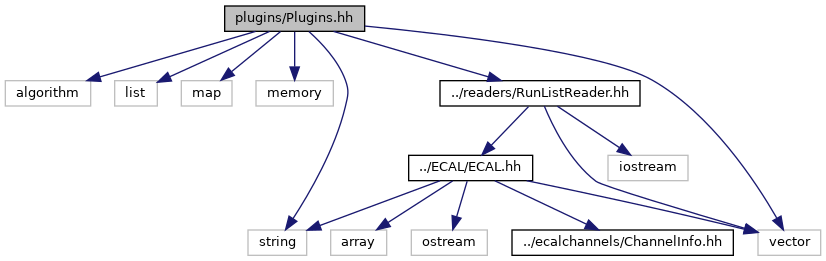 plugins/Plugins.hh
algorithm
list
map
memory
../readers/RunListReader.hh
../ECAL/ECAL.hh
iostream
string
array
ostream
../ecalchannels/ChannelInfo.hh
vector